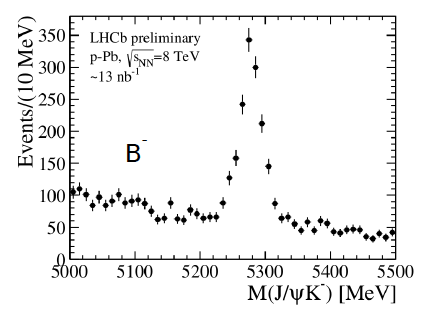 Events/(10 MeV)
350
300
250
200
150
100
50
0
LHCb preliminary
p-Pb, √sNN=8 TeV
~13 nb-1
B-
5000
5100
5200
5300
5400
5500
M(J/ψK-) [MeV]